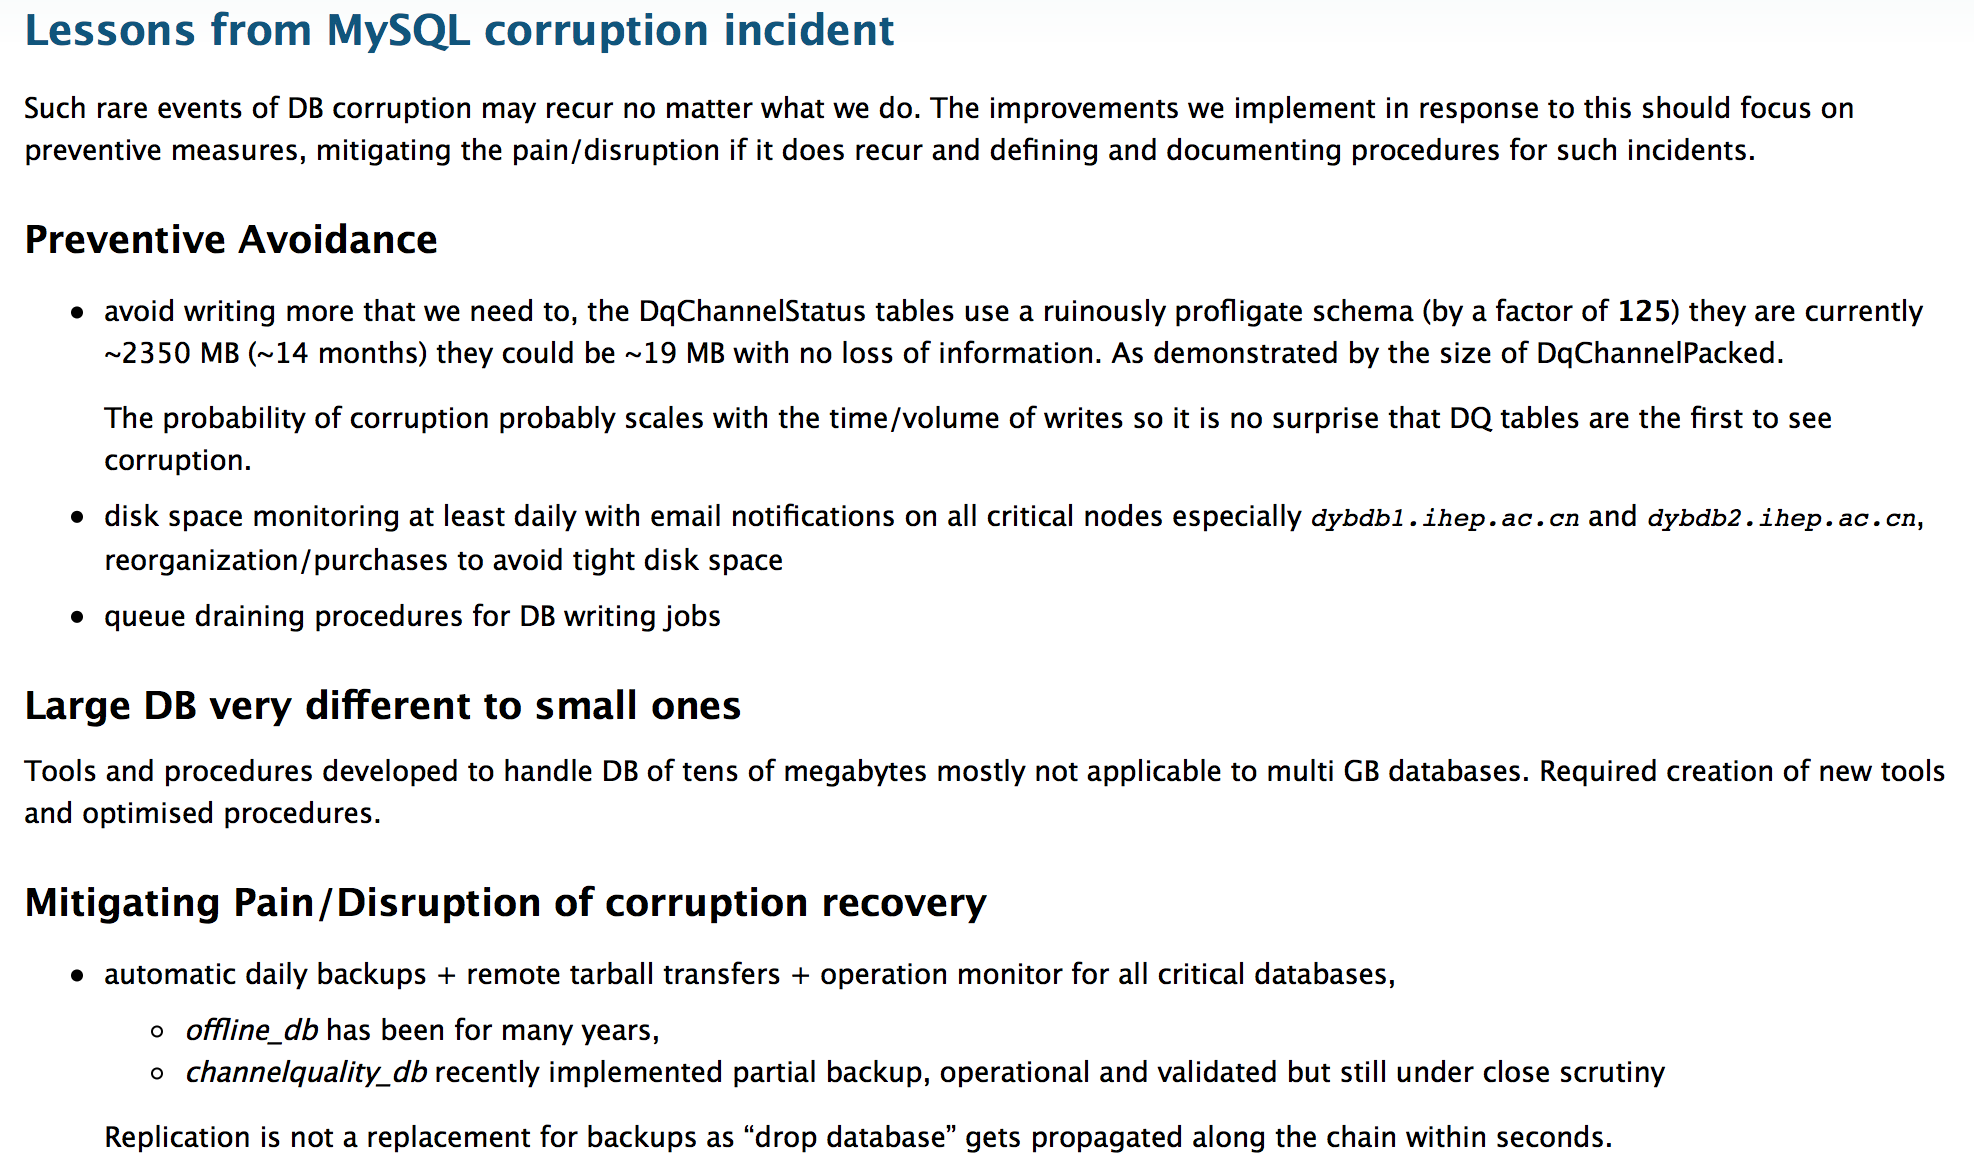 Lessons from MySQL corruption incident
Such rare events of DB corruption may recur no matter what we do. The improvements we implement in response to this should focus on
preventive measures, mitigating the pain/disruption if it does recur and defining and documenting procedures for such incidents.
Preventive Avoidance
• avoid writing more that we need to, the DqChannelStatus tables use a ruinously profligate schema (by a factor of 125) they are currently
~2350 MB (~14 months) they could be ~19 MB with no loss of information. As demonstrated by the size of DqChannelPacked.
The probability of corruption probably scales with the time/volume of writes so it is no surprise that DQ tables are the first to see
corruption.
• disk space monitoring at least daily with email notifications on all critical nodes especially dybdb1.ihep.ac.cn and dybdb2.ihep.ac.cn,
reorganization/purchases to avoid tight disk space
• queue draining procedures for DB writing jobs
Large DB very different to small ones
Tools and procedures developed to handle DB of tens of megabytes mostly not applicable to multi GB databases. Required creation of new tools
and optimised procedures.
Mitigating Pain/Disruption of corruption recovery
• automatic daily backups + remote tarball transfers + operation monitor for all critical databases,
◦ offline_db has been for many years,
◦ channelquality_db recently implemented partial backup, operational and validated but still under close scrutiny
Replication is not a replacement for backups as “drop database” gets propagated along the chain within seconds.